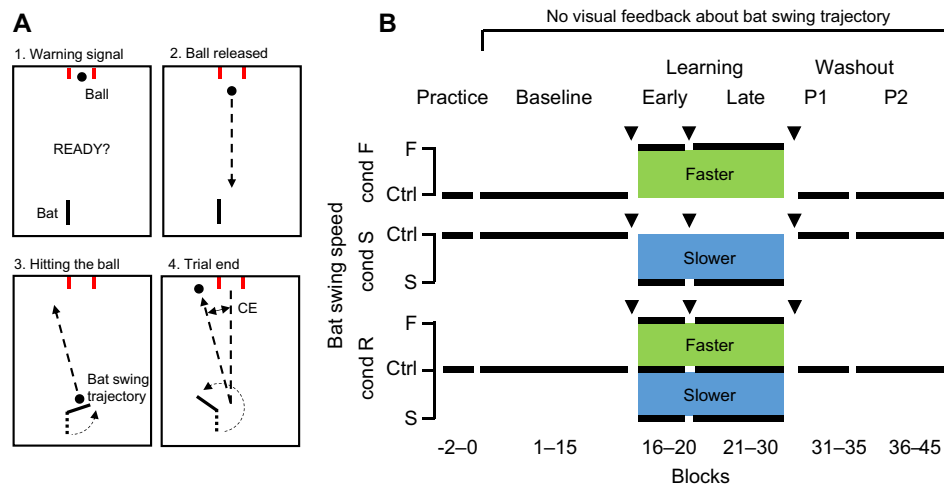 A
1. Warning signal
Ball
READY?
Bat
2. Ball released
3. Hitting the ball
Bat swing
trajectory
4. Trial end
CE
B
No visual feedback about bat swing trajectory
Learning
Washout
Practice
Baseline
Early
Late
P1
P2
Bat swing speed
cond F
F
Ctrl
Faster
cond S
Ctrl
S
Slower
cond R
F
Ctrl
S
Faster
Slower
-2–0
1–15
16–20
21–30
31–35
36-45
Blocks